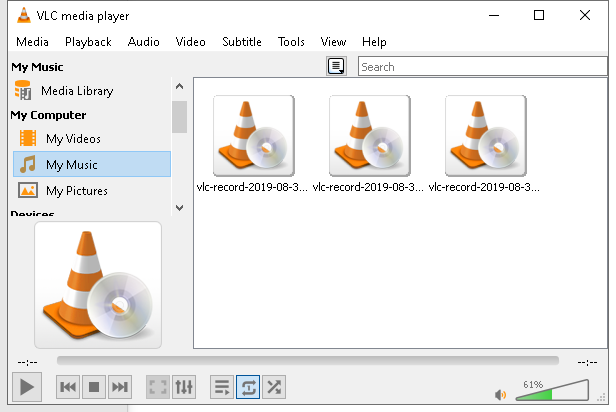 VLC media player
Media Playback Audio Video Subtitle Tools View Help
My Music
Search
Media Library
My Computer
My Videos
My Music
My Pictures
Devices
vlc-record-2019-08-3... vlc-record-2019-08-3... vlc-record-2019-08-3...
--:-- --:--
61%